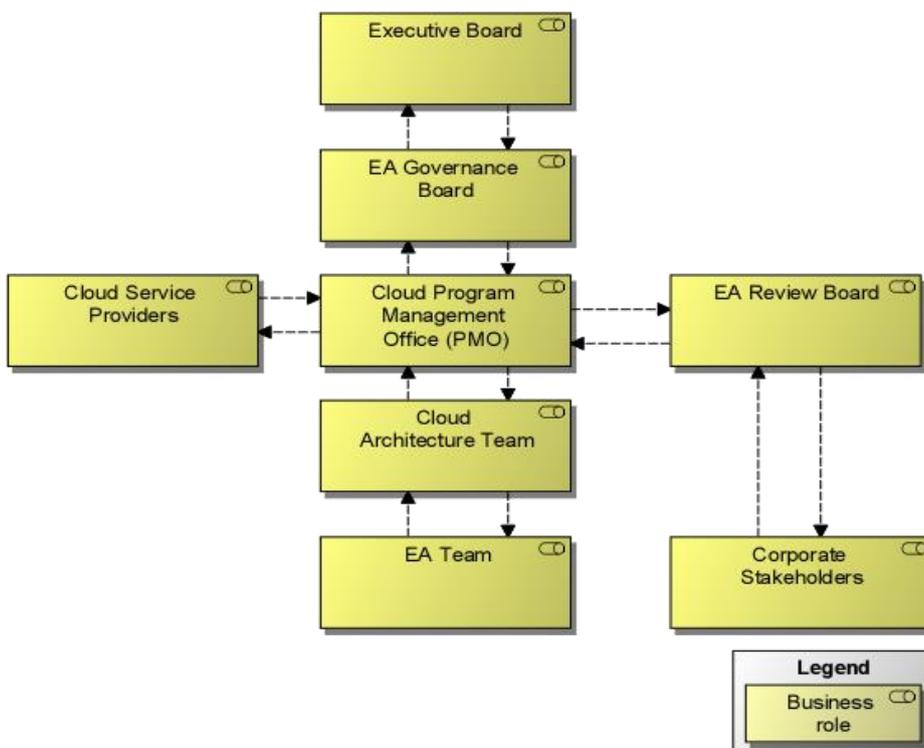 Executive Board
EA Governance
Board
Cloud Service
Providers
Cloud Program
Management
Office (PMO)
EA Review Board
Cloud
Architecture Team
EA Team
Corporate
Stakeholders
Legend
Business
role